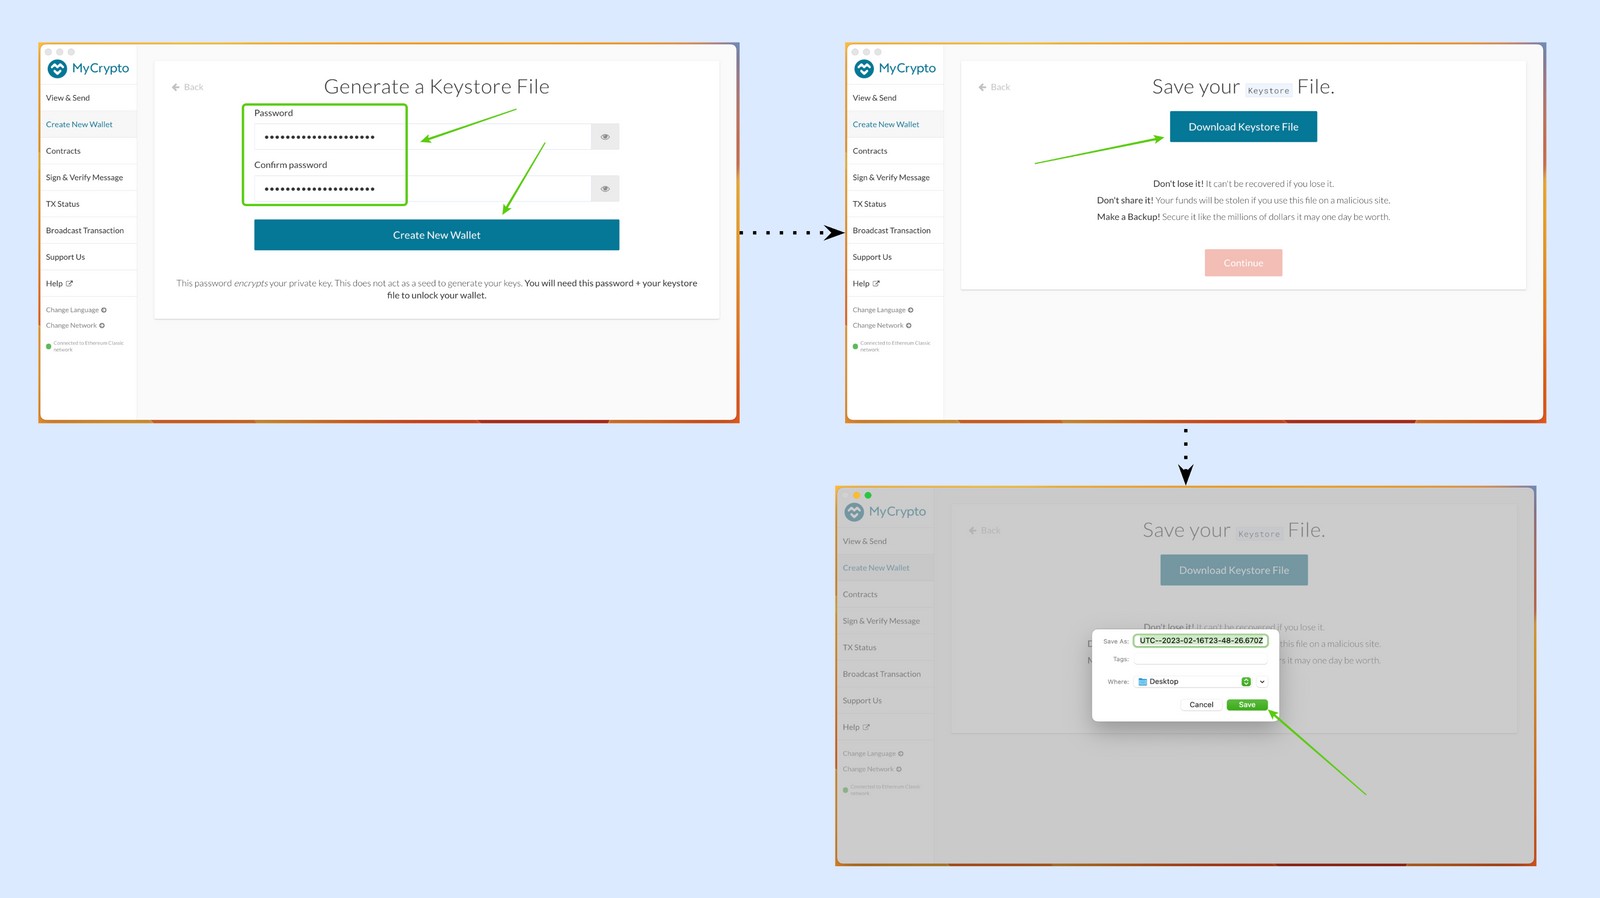 MyCrypto
View & Send
Create New Wallet
Contracts
Sign & Verify Message
TX Status
Broadcast Transaction
Support Us
Help
Change Language
Change Network
Connected to Ethereum Classic
network
Back
Generate a Keystore File
Password
•••••••••••••••••••••
Confirm password
•••••••••••••••••••••
Create New Wallet
This password encrypts your private key. This does not act as a seed to generate your keys. You will need this password + your keystore
file to unlock your wallet.
MyCrypto
View & Send
Create New Wallet
Contracts
Sign & Verify Message
TX Status
Broadcast Transaction
Support Us
Help
Change Language
Change Network
Connected to Ethereum Classic
network
Back
Save your Keystore File.
Download Keystore File
Don't lose it! It can't be recovered if you lose it.
Don't share it! Your funds will be stolen if you use this file on a malicious site.
Make a Backup! Secure it like the millions of dollars it may one day be worth.
Continue
MyCrypto
View & Send
Create New Wallet
Contracts
Sign & Verify Message
TX Status
Broadcast Transaction
Support Us
Help
Change Language
Change Network
Connected to Ethereum Classic
network
Back
Save your Keystore File.
Download Keystore File
Don't lose it! It can't be recovered if you lose it.
D this file on a malicious site.
M s it may one day be worth.
Save As: UTC--2023-02-16T23-48-26.670Z
Tags:
Where: Desktop
Cancel Save